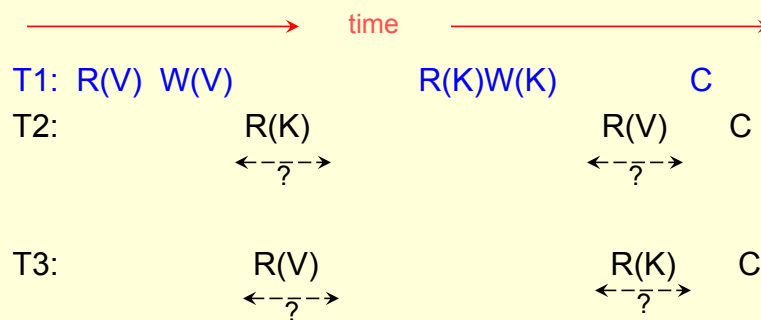 time
T1: R(V) W(V) R(K)W(K) C
T2: R(K) R(V) C
? ?
T3: R(V) R(K) C
? ?